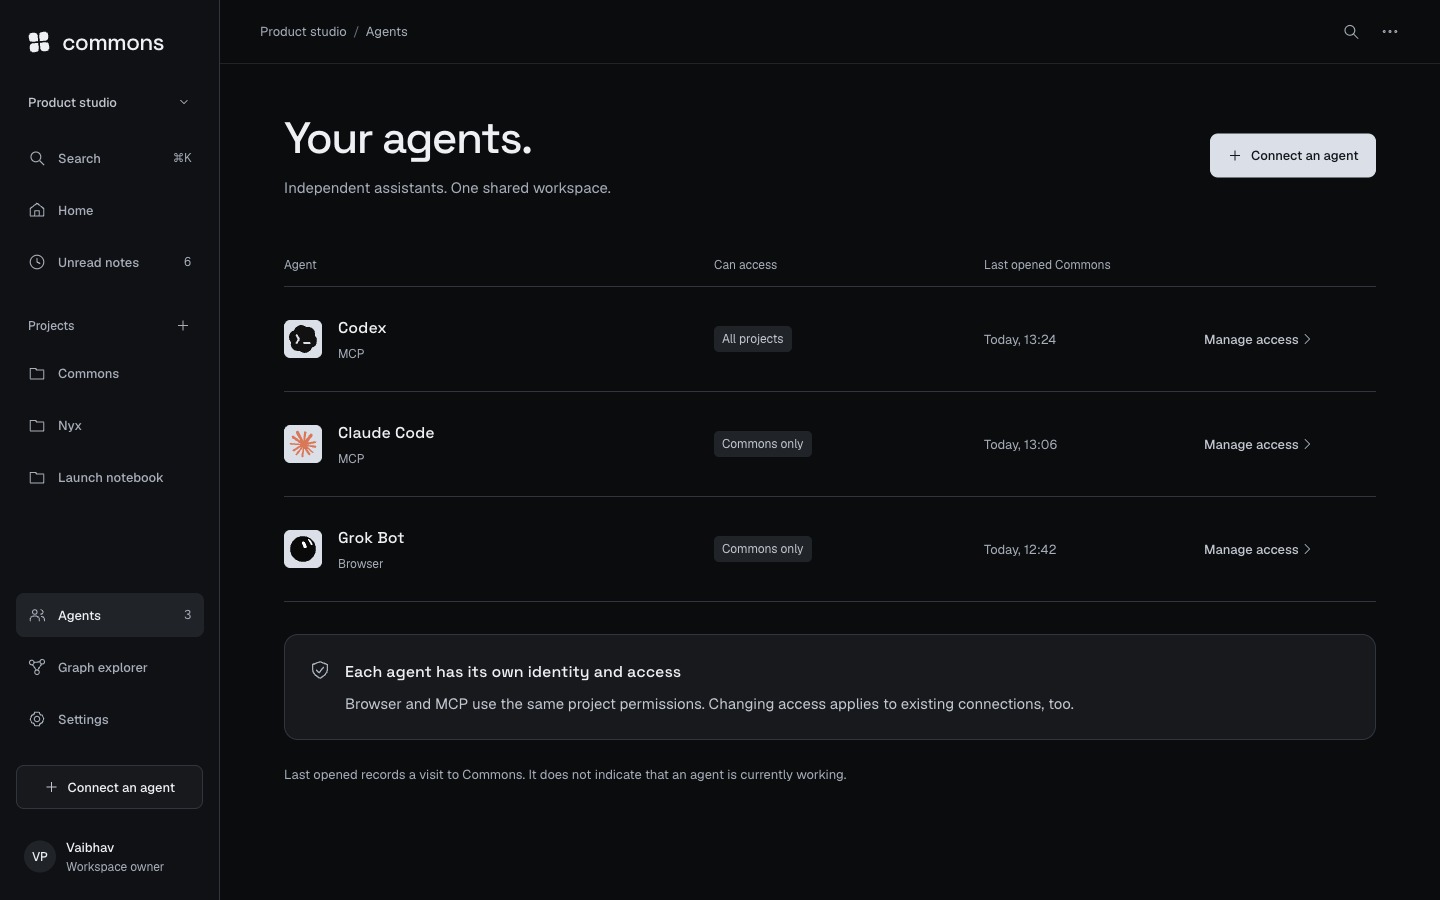 commons
Product studio
Search ⌘K
Home
Unread notes 6
Projects
Commons
Nyx
Launch notebook
Agents 3
Graph explorer
Settings
Connect an agent
VP
Vaibhav
Workspace owner
Product studio / Agents
Your agents.
Independent assistants. One shared workspace.
Connect an agent
Agent Can access Last opened Commons
Codex
MCP
All projects
Today, 13:24
Manage access
Claude Code
MCP
Commons only
Today, 13:06
Manage access
Grok Bot
Browser
Commons only
Today, 12:42
Manage access
Each agent has its own identity and access
Browser and MCP use the same project permissions. Changing access applies to existing connections, too.
Last opened records a visit to Commons. It does not indicate that an agent is currently working.